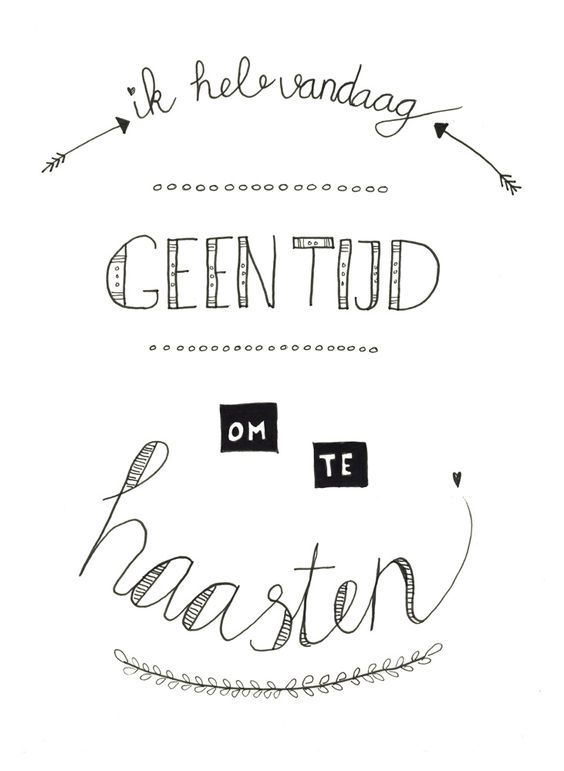 ik heb vandaag
GEEN TIJD
OM
TE
haasten